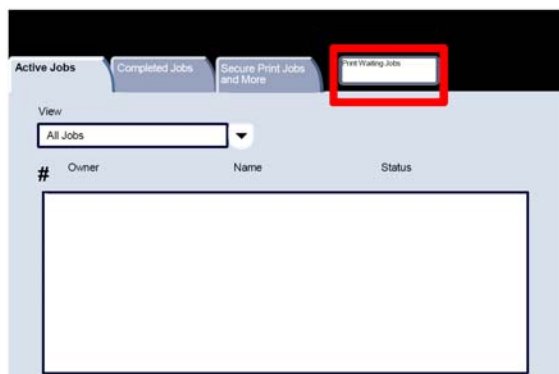 Active Jobs
Completed Jobs
Secure Print Jobs
and More
Print Waiting Jobs
View
All Jobs
# Owner Name Status